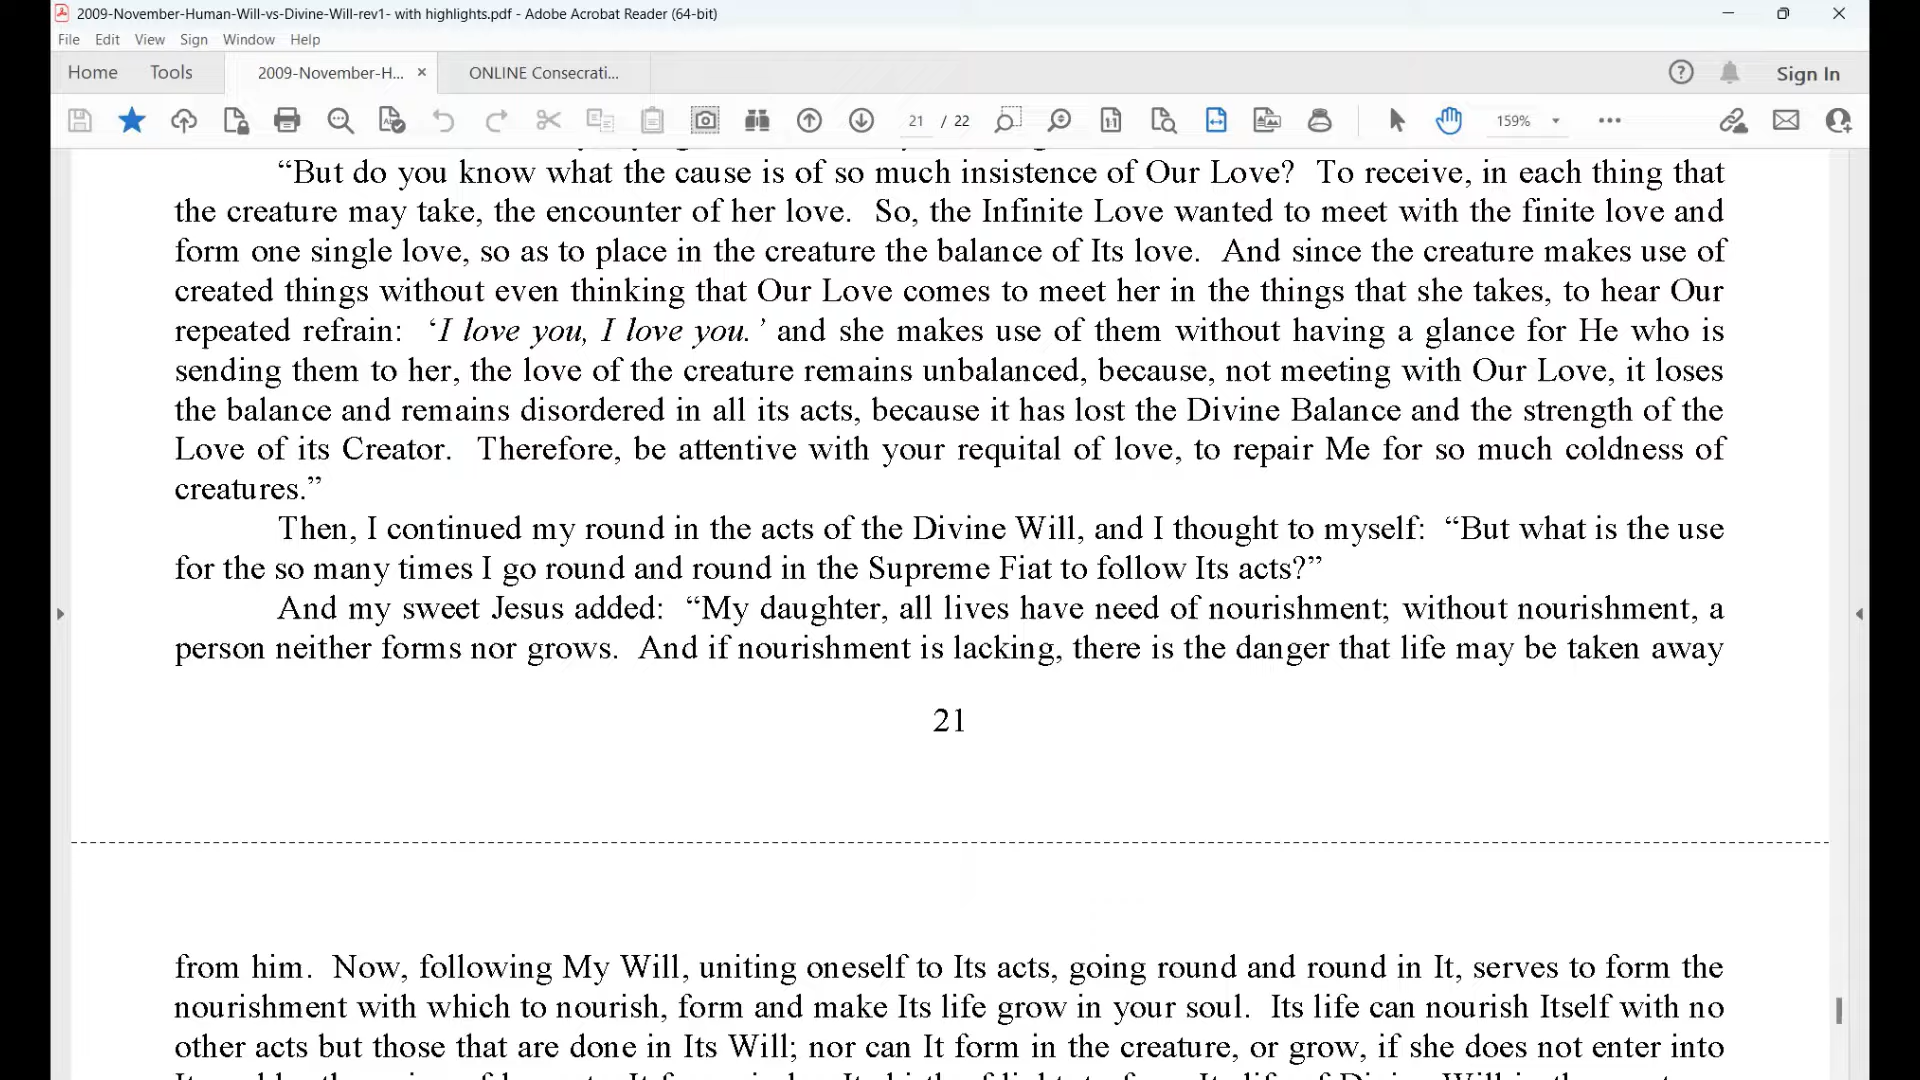 2009-November-Human-Will-vs-Divine-Will-rev1- with highlights.pdf - Adobe Acrobat Reader (64-bit)
File Edit View Sign Window Help
Home Tools 2009-November-H... × ONLINE Consecrati... Sign In
21 / 22 159%
“But do you know what the cause is of so much insistence of Our Love? To receive, in each thing that
the creature may take, the encounter of her love. So, the Infinite Love wanted to meet with the finite love and
form one single love, so as to place in the creature the balance of Its love. And since the creature makes use of
created things without even thinking that Our Love comes to meet her in the things that she takes, to hear Our
repeated refrain: ‘I love you, I love you.’ and she makes use of them without having a glance for He who is
sending them to her, the love of the creature remains unbalanced, because, not meeting with Our Love, it loses
the balance and remains disordered in all its acts, because it has lost the Divine Balance and the strength of the
Love of its Creator. Therefore, be attentive with your requital of love, to repair Me for so much coldness of
creatures.”
Then, I continued my round in the acts of the Divine Will, and I thought to myself: “But what is the use
for the so many times I go round and round in the Supreme Fiat to follow Its acts?”
And my sweet Jesus added: “My daughter, all lives have need of nourishment; without nourishment, a
person neither forms nor grows. And if nourishment is lacking, there is the danger that life may be taken away
21
from him. Now, following My Will, uniting oneself to Its acts, going round and round in It, serves to form the
nourishment with which to nourish, form and make Its life grow in your soul. Its life can nourish Itself with no
other acts but those that are done in Its Will; nor can It form in the creature, or grow, if she does not enter into